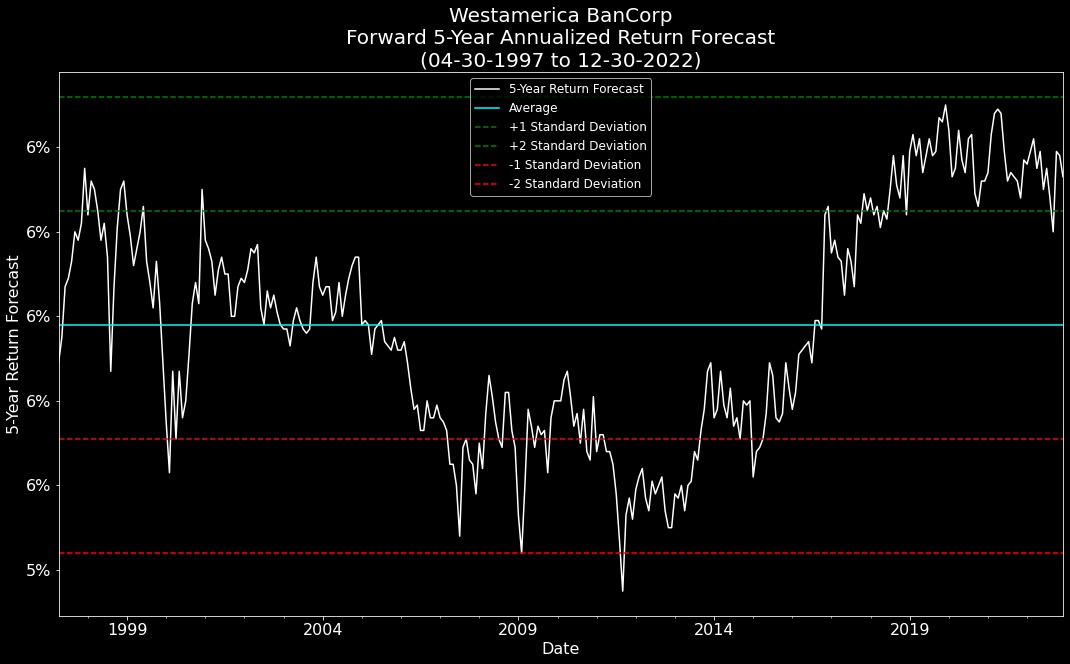 Westamerica BanCorp
Forward 5-Year Annualized Return Forecast
(04-30-1997 to 12-30-2022)
5-Year Return Forecast
Average
+1 Standard Deviation
+2 Standard Deviation
-1 Standard Deviation
-2 Standard Deviation
6%
6%
6%
6%
6%
5%
5-Year Return Forecast
1999 2004 2009 2014 2019
Date